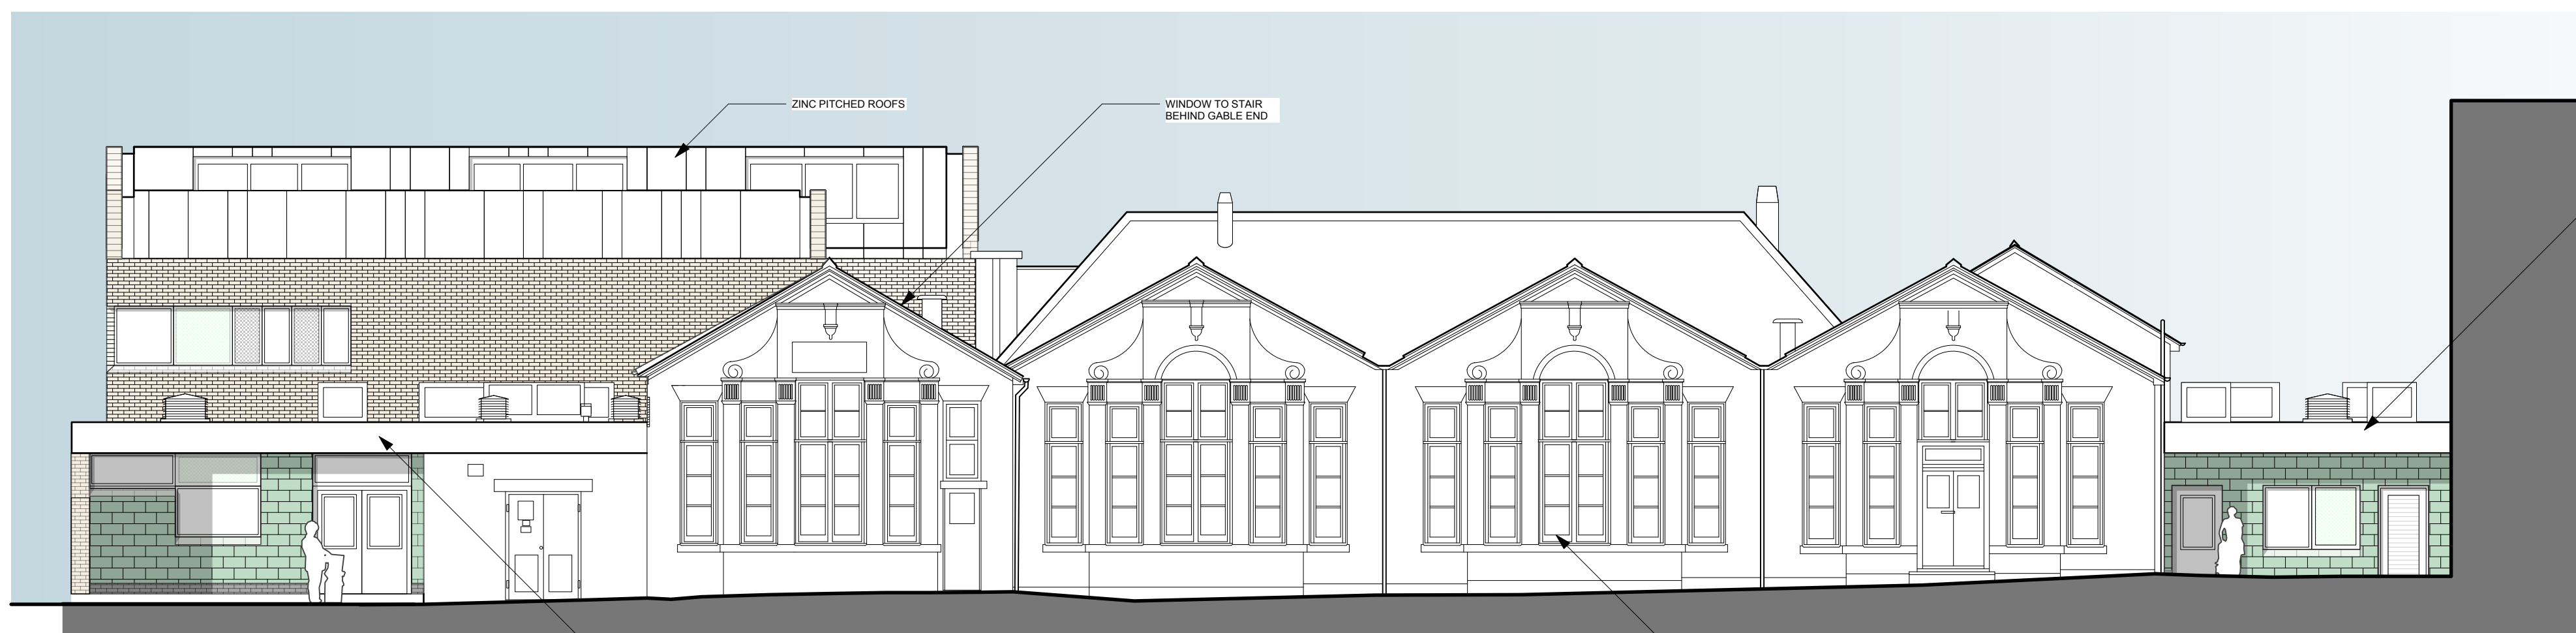 ZINC PITCHED ROOFS
WINDOW TO STAIR
BEHIND GABLE END